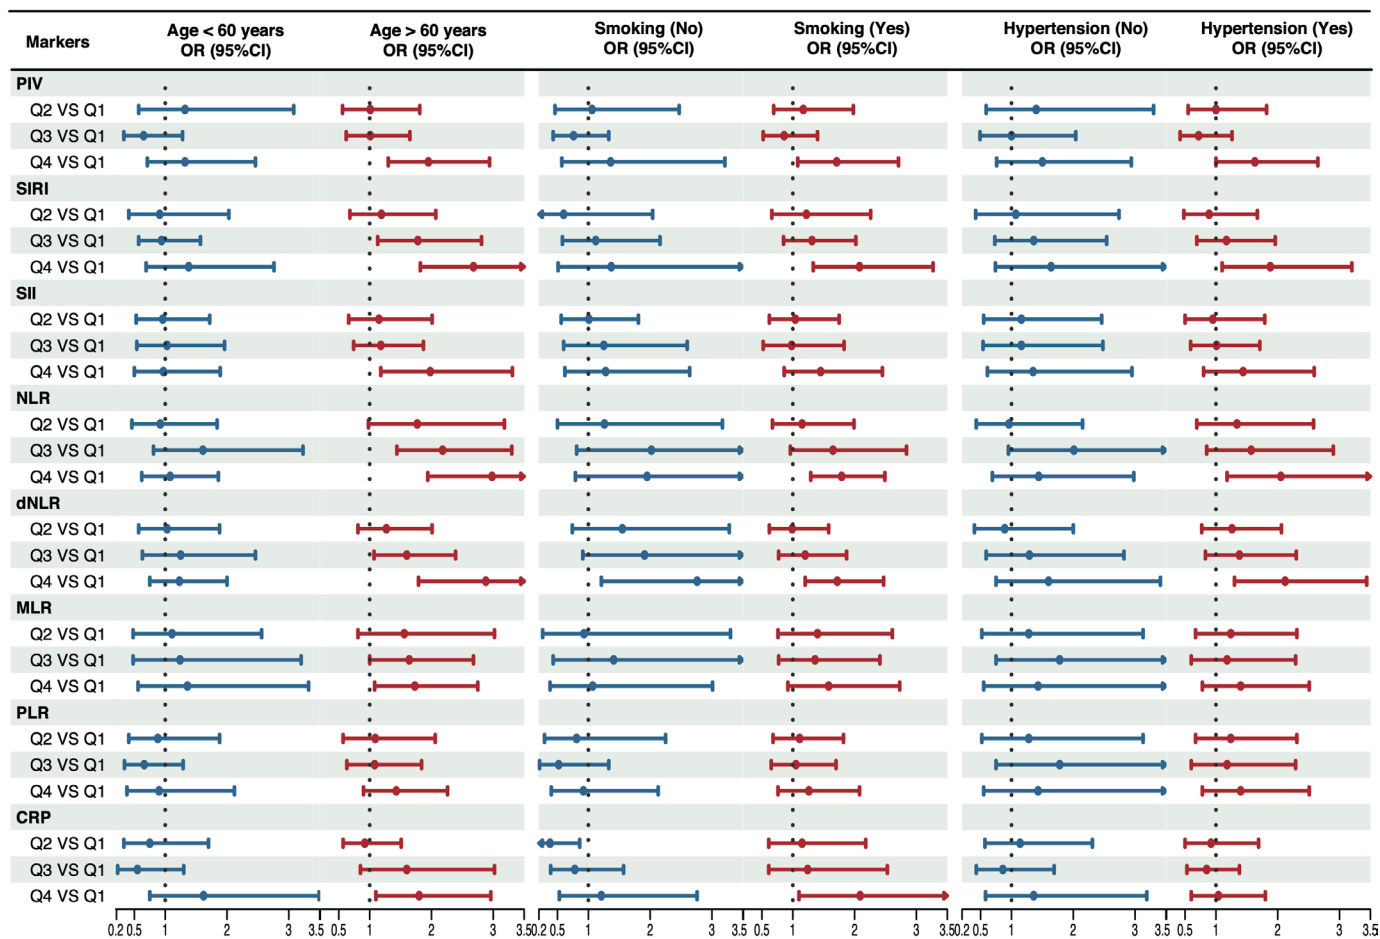 Markers
Age < 60 years
OR (95%CI)
Age > 60 years
OR (95%CI)
Smoking (No)
OR (95%CI)
Smoking (Yes)
OR (95%CI)
Hypertension (No)
OR (95%CI)
Hypertension (Yes)
OR (95%CI)
PIV
Q2 VS Q1
Q3 VS Q1
Q4 VS Q1
SIRI
Q2 VS Q1
Q3 VS Q1
Q4 VS Q1
SII
Q2 VS Q1
Q3 VS Q1
Q4 VS Q1
NLR
Q2 VS Q1
Q3 VS Q1
Q4 VS Q1
dNLR
Q2 VS Q1
Q3 VS Q1
Q4 VS Q1
MLR
Q2 VS Q1
Q3 VS Q1
Q4 VS Q1
PLR
Q2 VS Q1
Q3 VS Q1
Q4 VS Q1
CRP
Q2 VS Q1
Q3 VS Q1
Q4 VS Q1
0.2 0.5 1 2 3 3.5 0.5 1 2 3 3.5 0.2 0.5 1 2 3 3.5 0.5 1 2 3 3.5 0.2 0.5 1 2 3 3.5 0.5 1 2 3 3.5